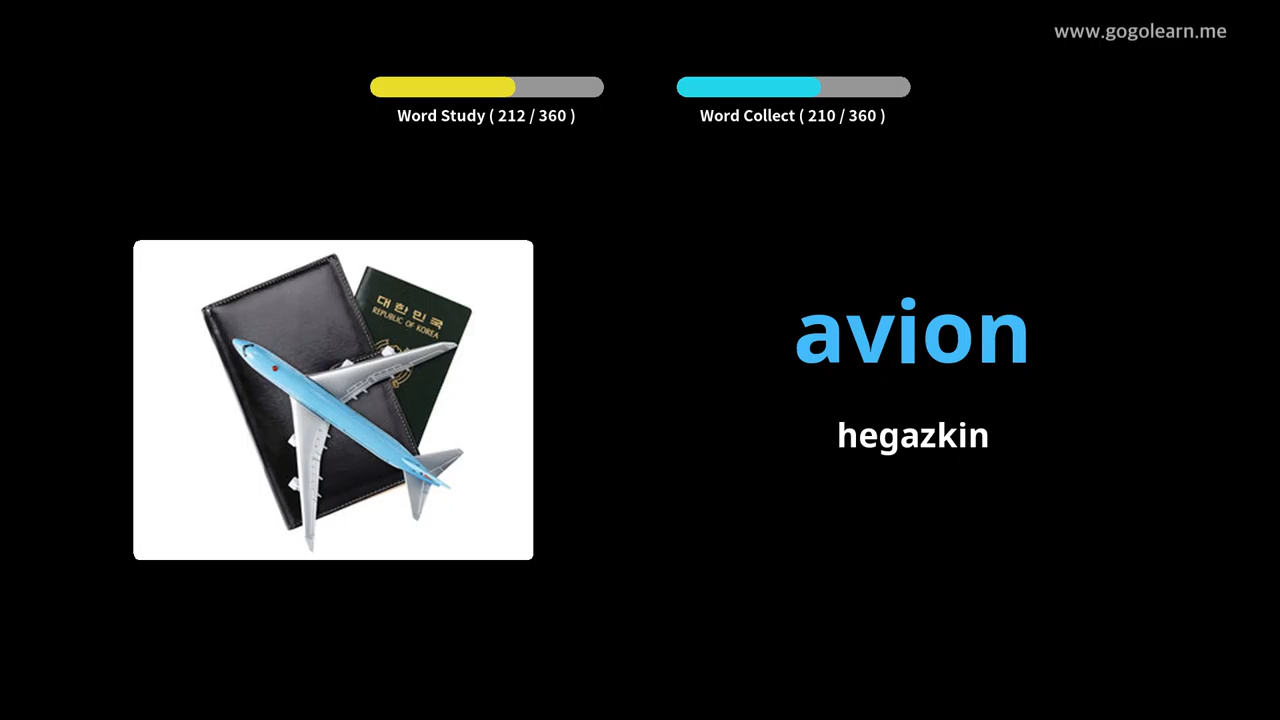 www.gogolearn.me
Word Study ( 212 / 360 )
Word Collect ( 210 / 360 )
대한민국
REPUBLIC OF KOREA
avion
hegazkin